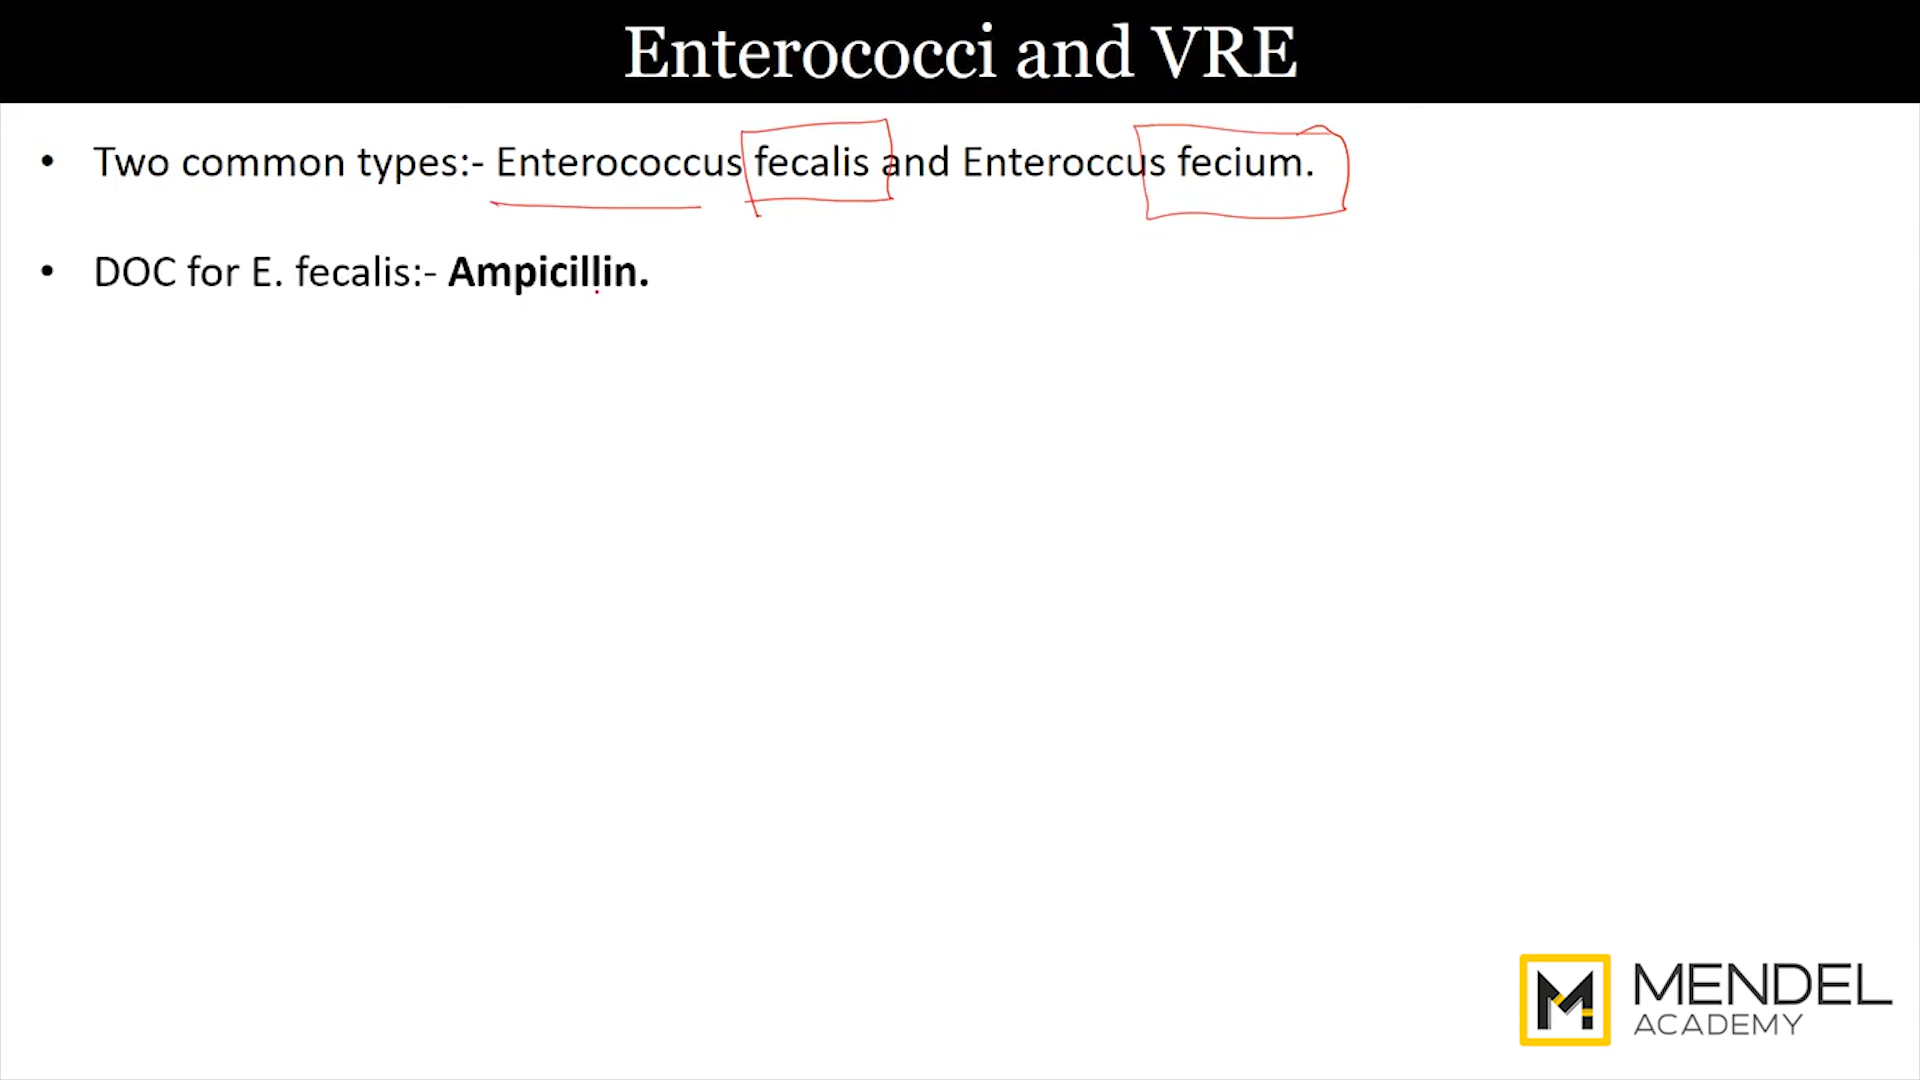 Enterococci and VRE
• Two common types:- Enterococcus fecalis and Enteroccus fecium.
• DOC for E. fecalis:- Ampicillin.
MENDEL
ACADEMY